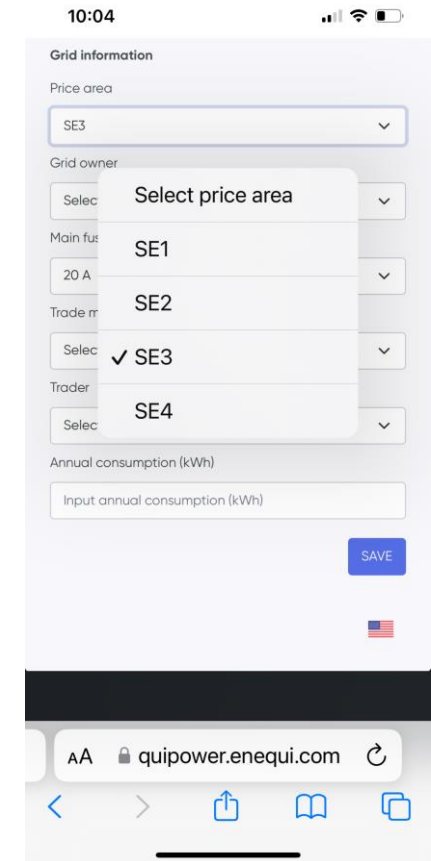 10:04
Grid information
Price area
SE3
Grid owner
Selec
Select price area
Main fus
SE1
20 A
SE2
Trade m
Selec
✓ SE3
Trader
SE4
Selec
Annual consumption (kWh)
Input annual consumption (kWh)
SAVE
AA quipower.enequi.com